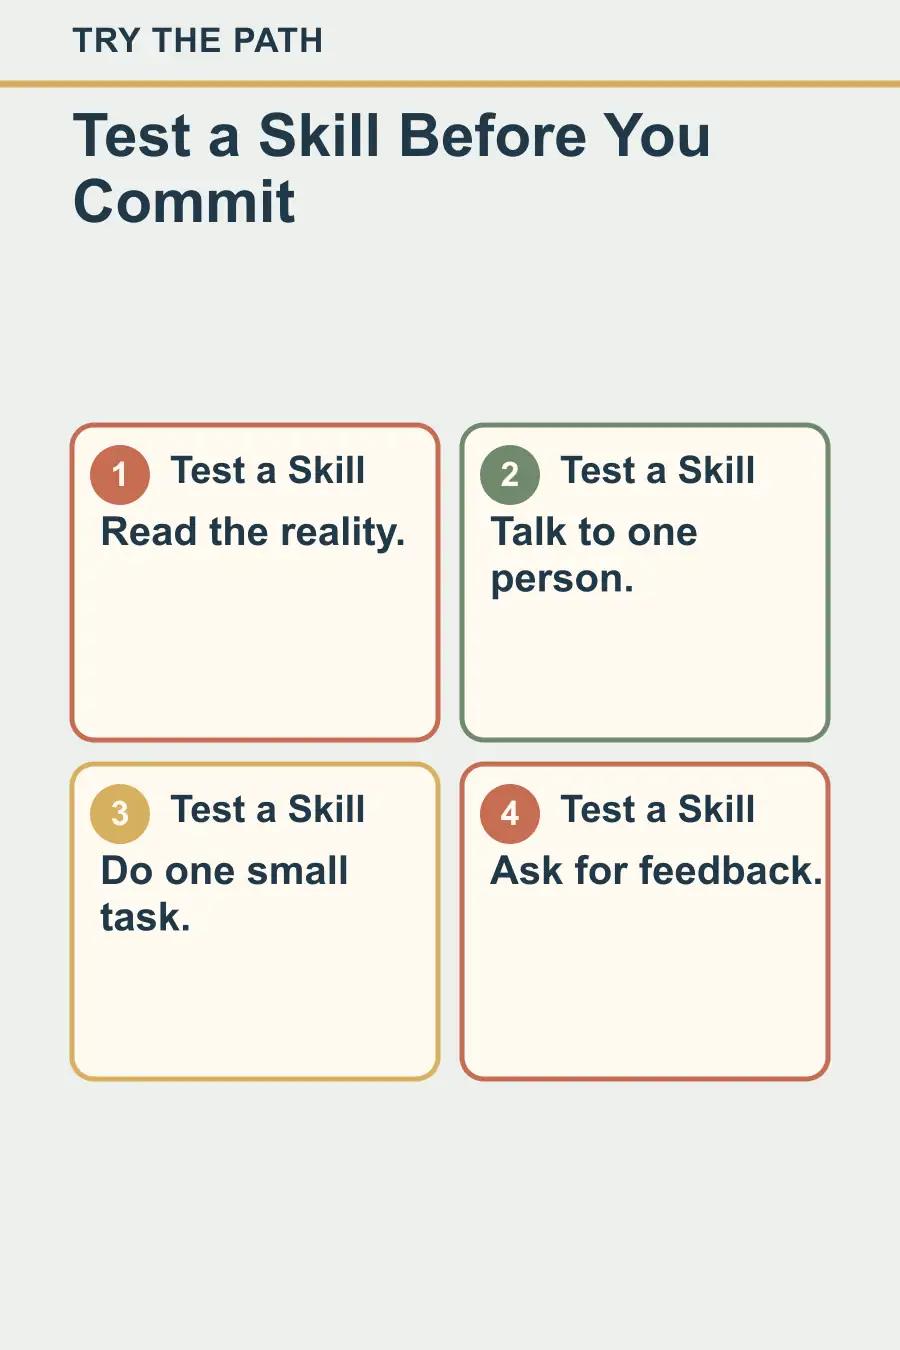 TRY THE PATH
Test a Skill Before You
Commit
1 Test a Skill
Read the reality.
2 Test a Skill
Talk to one
person.
3 Test a Skill
Do one small
task.
4 Test a Skill
Ask for feedback.